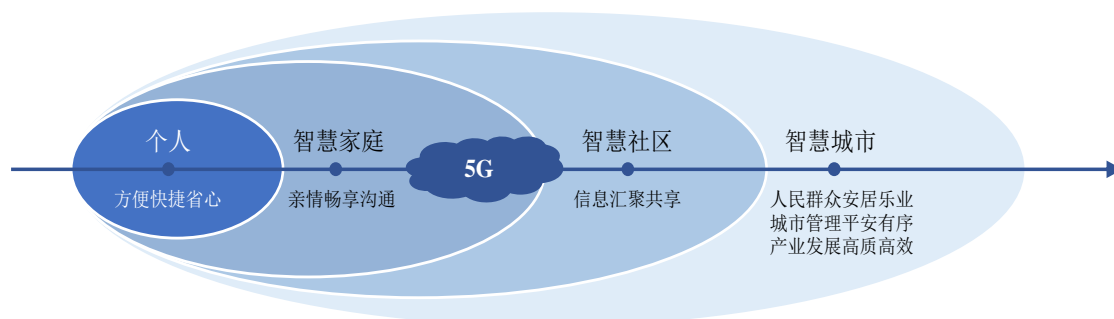 个人
方便快捷省心
智慧家庭
亲情畅享沟通
5G
智慧社区
信息汇聚共享
智慧城市
人民群众安居乐业
城市管理平安有序
产业发展高质高效